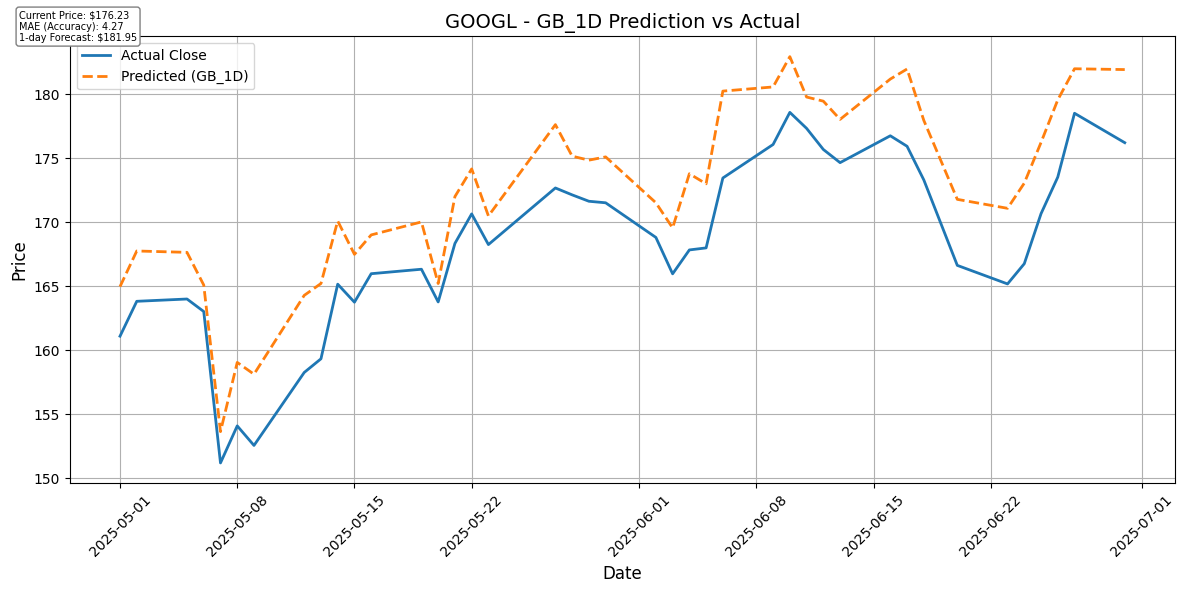 GOOGL - GB_1D Prediction vs Actual
Current Price: $176.23
MAE (Accuracy): 4.27
1-day Forecast: $181.95
Actual Close
Predicted (GB_1D)
Price
180
175
170
165
160
155
150
2025-05-01
2025-05-08
2025-05-15
2025-05-22
2025-06-01
2025-06-08
2025-06-15
2025-06-22
2025-07-01
Date